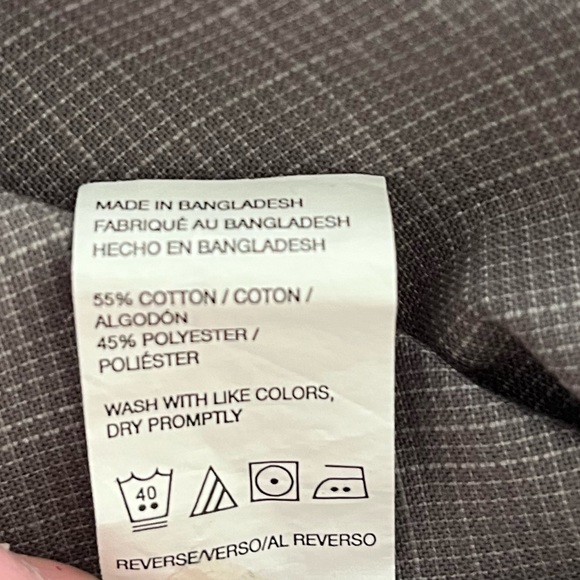 MADE IN BANGLADESH
FABRIQUÉ AU BANGLADESH
HECHO EN BANGLADESH
55% COTTON / COTON /
ALGODÓN
45% POLYESTER /
POLIÉSTER
WASH WITH LIKE COLORS,
DRY PROMPTLY
40
REVERSE/VERSO/AL REVERSO